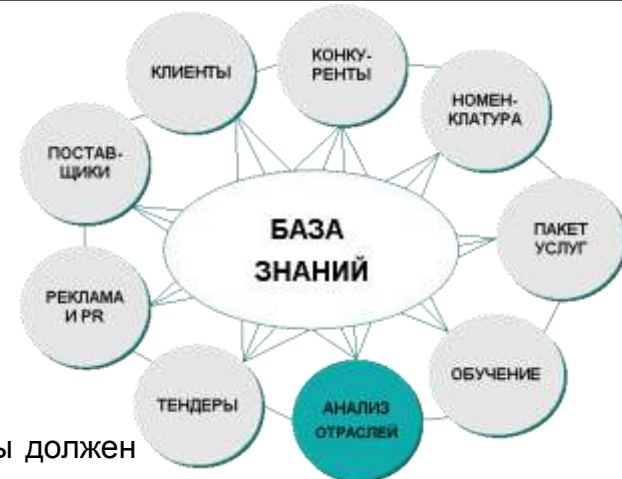 КЛИЕНТЫ
КОНКУ-
РЕНТЫ
НОМЕН-
КЛАТУРА
ПОСТАВ-
ЩИКИ
ПАКЕТ
УСЛУГ
БАЗА
ЗНАНИЙ
РЕКЛАМА
И PR
ОБУЧЕНИЕ
ТЕНДЕРЫ
АНАЛИЗ
ОТРАСЛЕЙ
должен